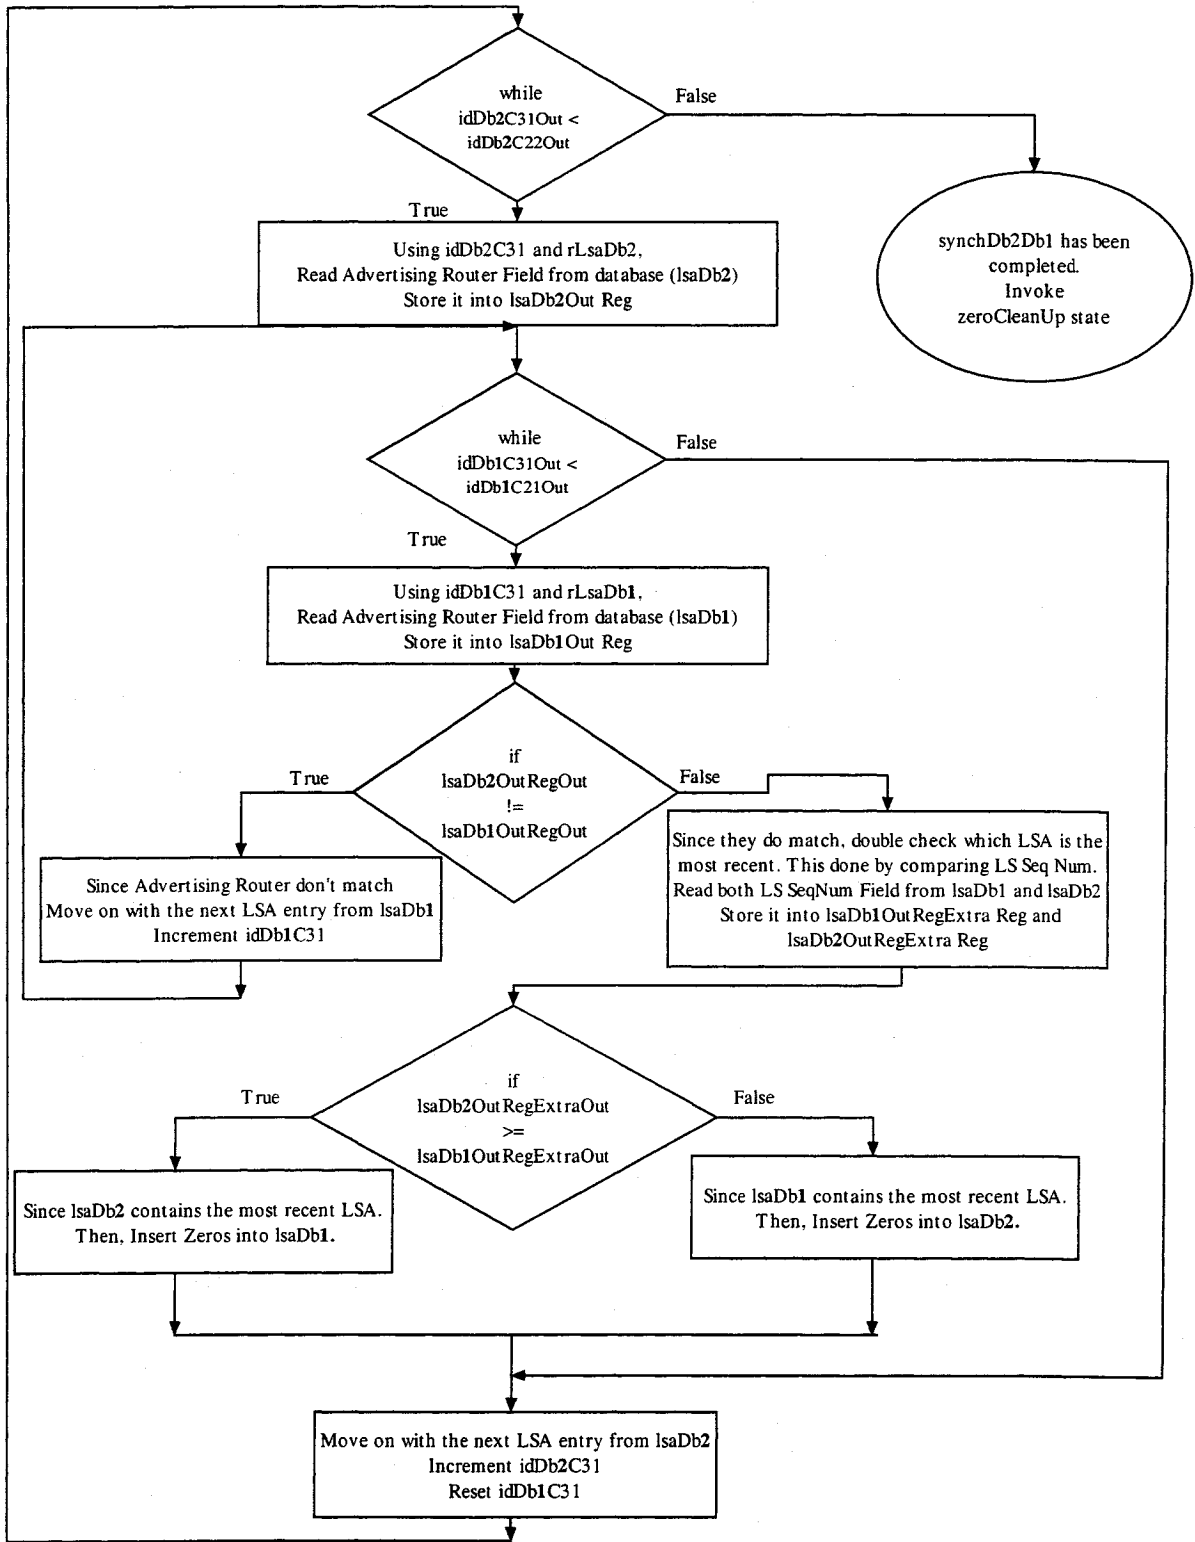 while
idDb2C31Out <
idDb2C22Out
False
True
synchDb2Db1 has been
completed.
Invoke
zeroCleanUp state
Using idDb2C31 and rLsaDb2,
Read Advertising Router Field from database (lsaDb2)
Store it into lsaDb2Out Reg
while
idDb1C31Out <
idDb1C21Out
False
True
Using idDb1C31 and rLsaDb1,
Read Advertising Router Field from database (lsaDb1)
Store it into lsaDb1Out Reg
if
lsaDb2OutRegOut
!=
lsaDb1OutRegOut
True
False
Since Advertising Router don't match
Move on with the next LSA entry from lsaDb1
Increment idDb1C31
Since they do match, double check which LSA is the
most recent. This done by comparing LS Seq Num.
Read both LS SeqNum Field from lsaDb1 and lsaDb2
Store it into lsaDb1OutRegExtra Reg and
lsaDb2OutRegExtra Reg
if
lsaDb2OutRegExtraOut
>=
lsaDb1OutRegExtraOut
True
False
Since lsaDb2 contains the most recent LSA.
Then, Insert Zeros into lsaDb1.
Since lsaDb1 contains the most recent LSA.
Then, Insert Zeros into lsaDb2.
Move on with the next LSA entry from lsaDb2
Increment idDb2C31
Reset idDb1C31